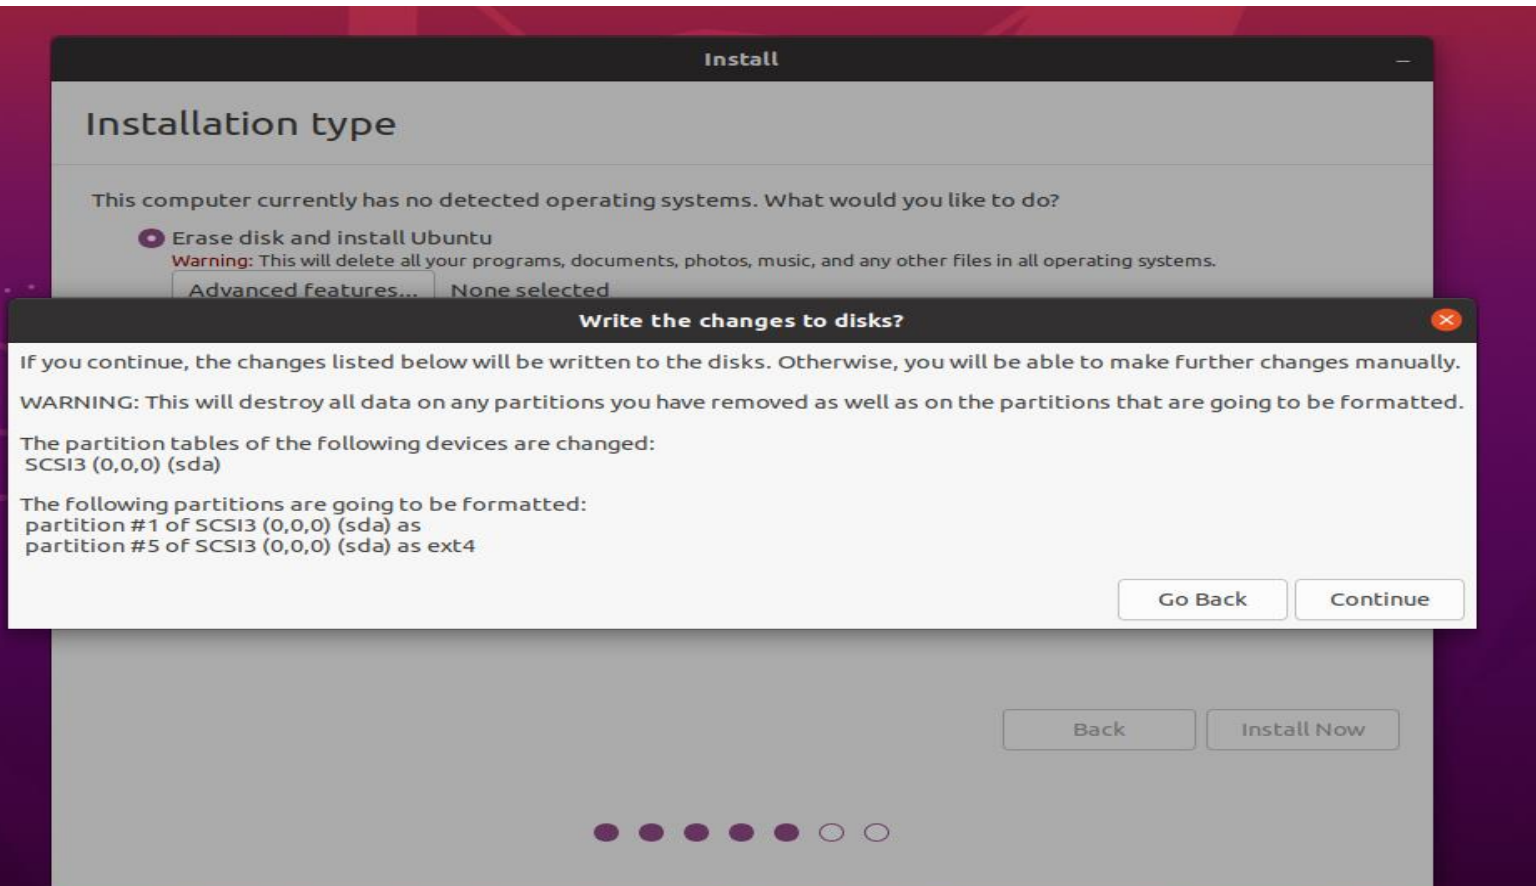 Install
Installation type
This computer currently has no detected operating systems. What would you like to do?
Erase disk and install Ubuntu
Warning: This will delete all your programs, documents, photos, music, and any other files in all operating systems.
Advanced features... None selected
Write the changes to disks?
If you continue, the changes listed below will be written to the disks. Otherwise, you will be able to make further changes manually.
WARNING: This will destroy all data on any partitions you have removed as well as on the partitions that are going to be formatted.
The partition tables of the following devices are changed:
SCSI3 (0,0,0) (sda)
The following partitions are going to be formatted:
partition #1 of SCSI3 (0,0,0) (sda) as
partition #5 of SCSI3 (0,0,0) (sda) as ext4
Go Back Continue
Back Install Now